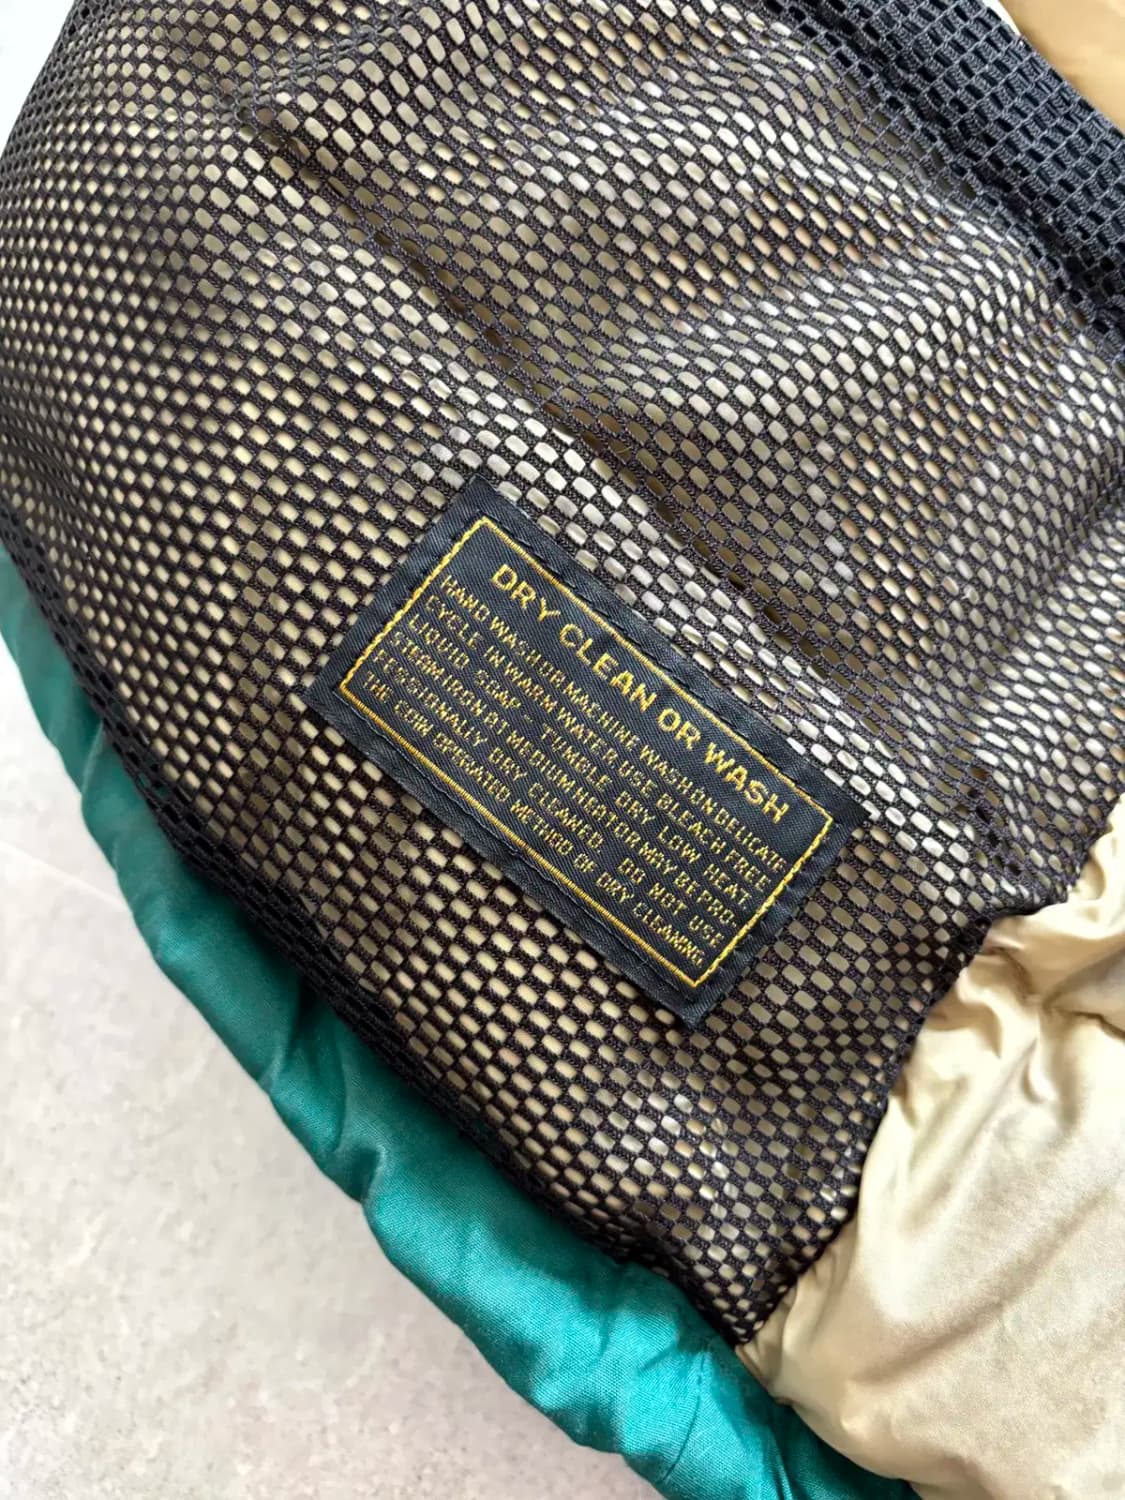 DRY CLEAN OR WASH
HAND WASH OR MACHINE WASH ON DELICATE
CYCLE IN WARM WATER USE BLEACH FREE
LIQUID SOAP - TUMBLE DRY LOW HEAT
STEAM IRON AT MEDIUM HEAT OR MAY BE PRO
FESSIONALLY DRY CLEANED. DO NOT USE
THE COIN OPERATED METHOD OF DRY CLEANING